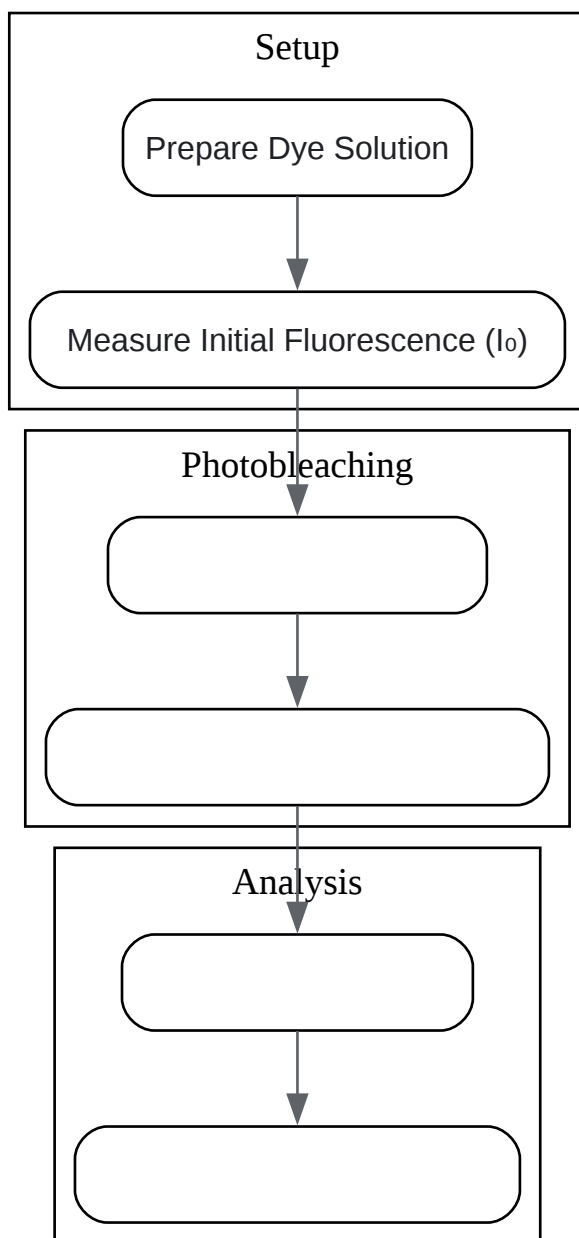 Setup
Prepare Dye Solution
Measure Initial Fluorescence (I₀)
Photobleaching
Analysis